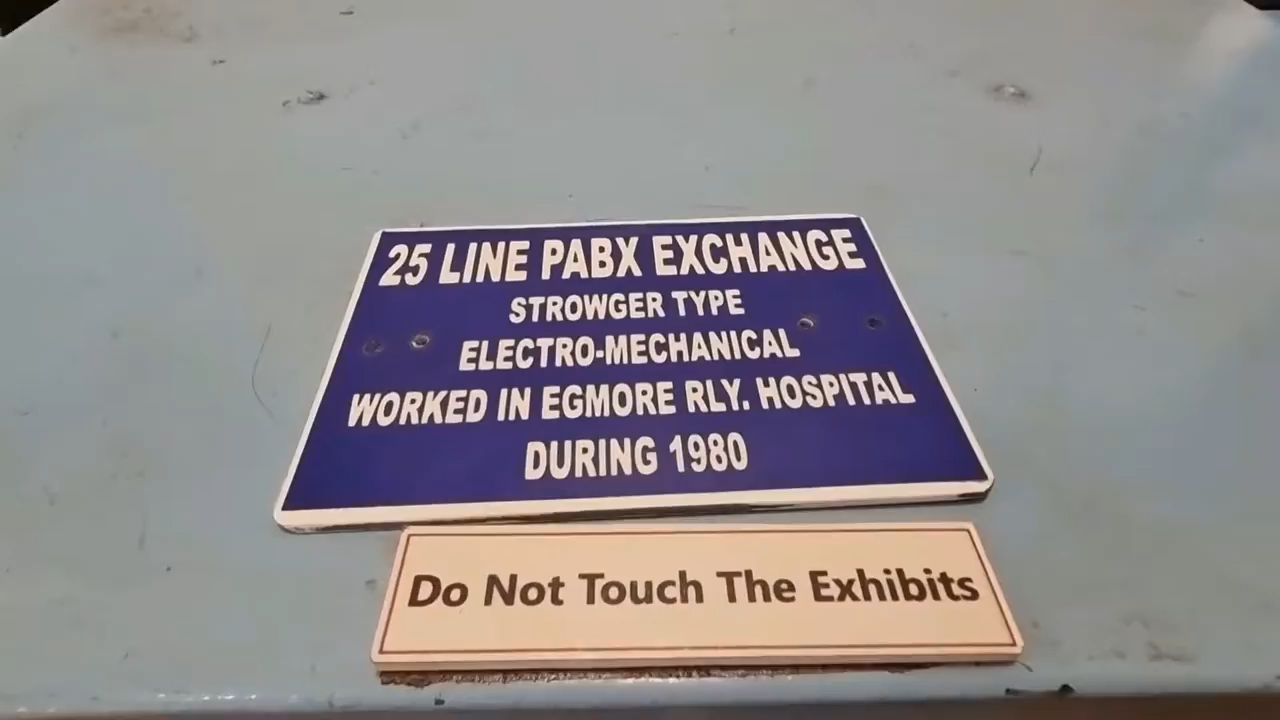 25 LINE PABX EXCHANGE
STROWGER TYPE
ELECTRO-MECHANICAL
WORKED IN EGMORE RLY. HOSPITAL
DURING 1980
Do Not Touch The Exhibits